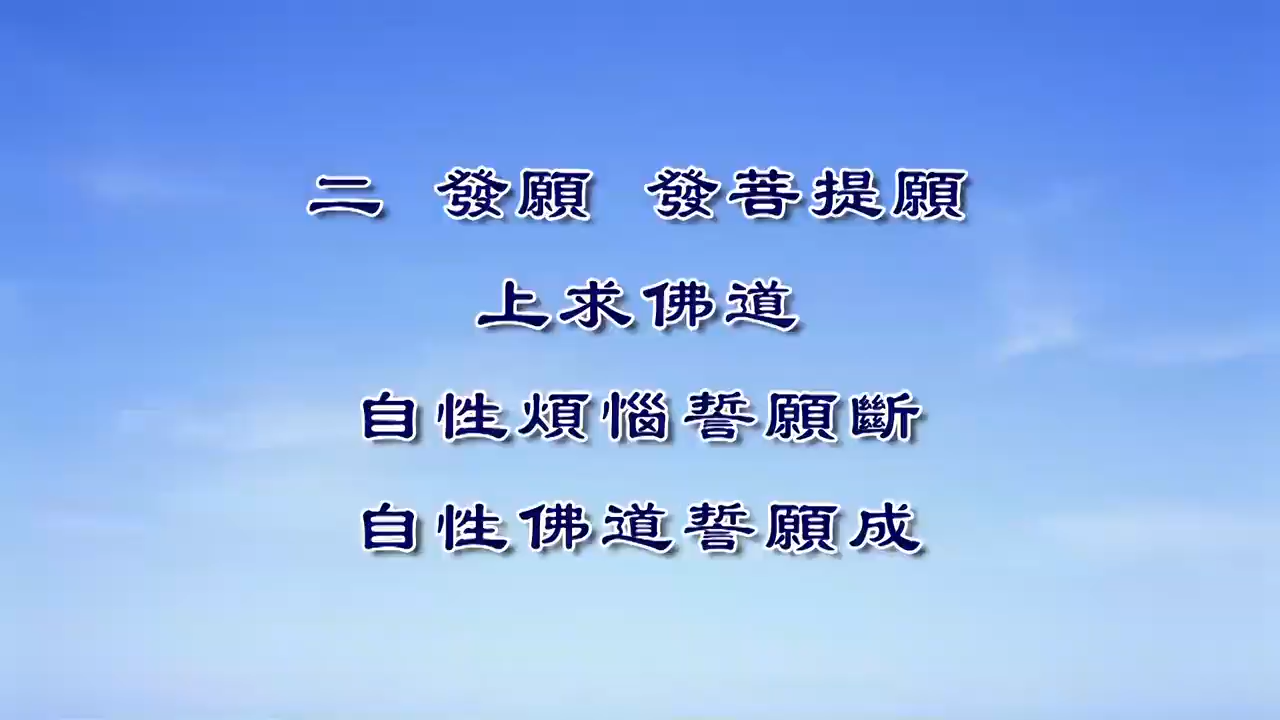 二 發願 發菩提願
上求佛道
自性煩惱誓願斷
自性佛道誓願成